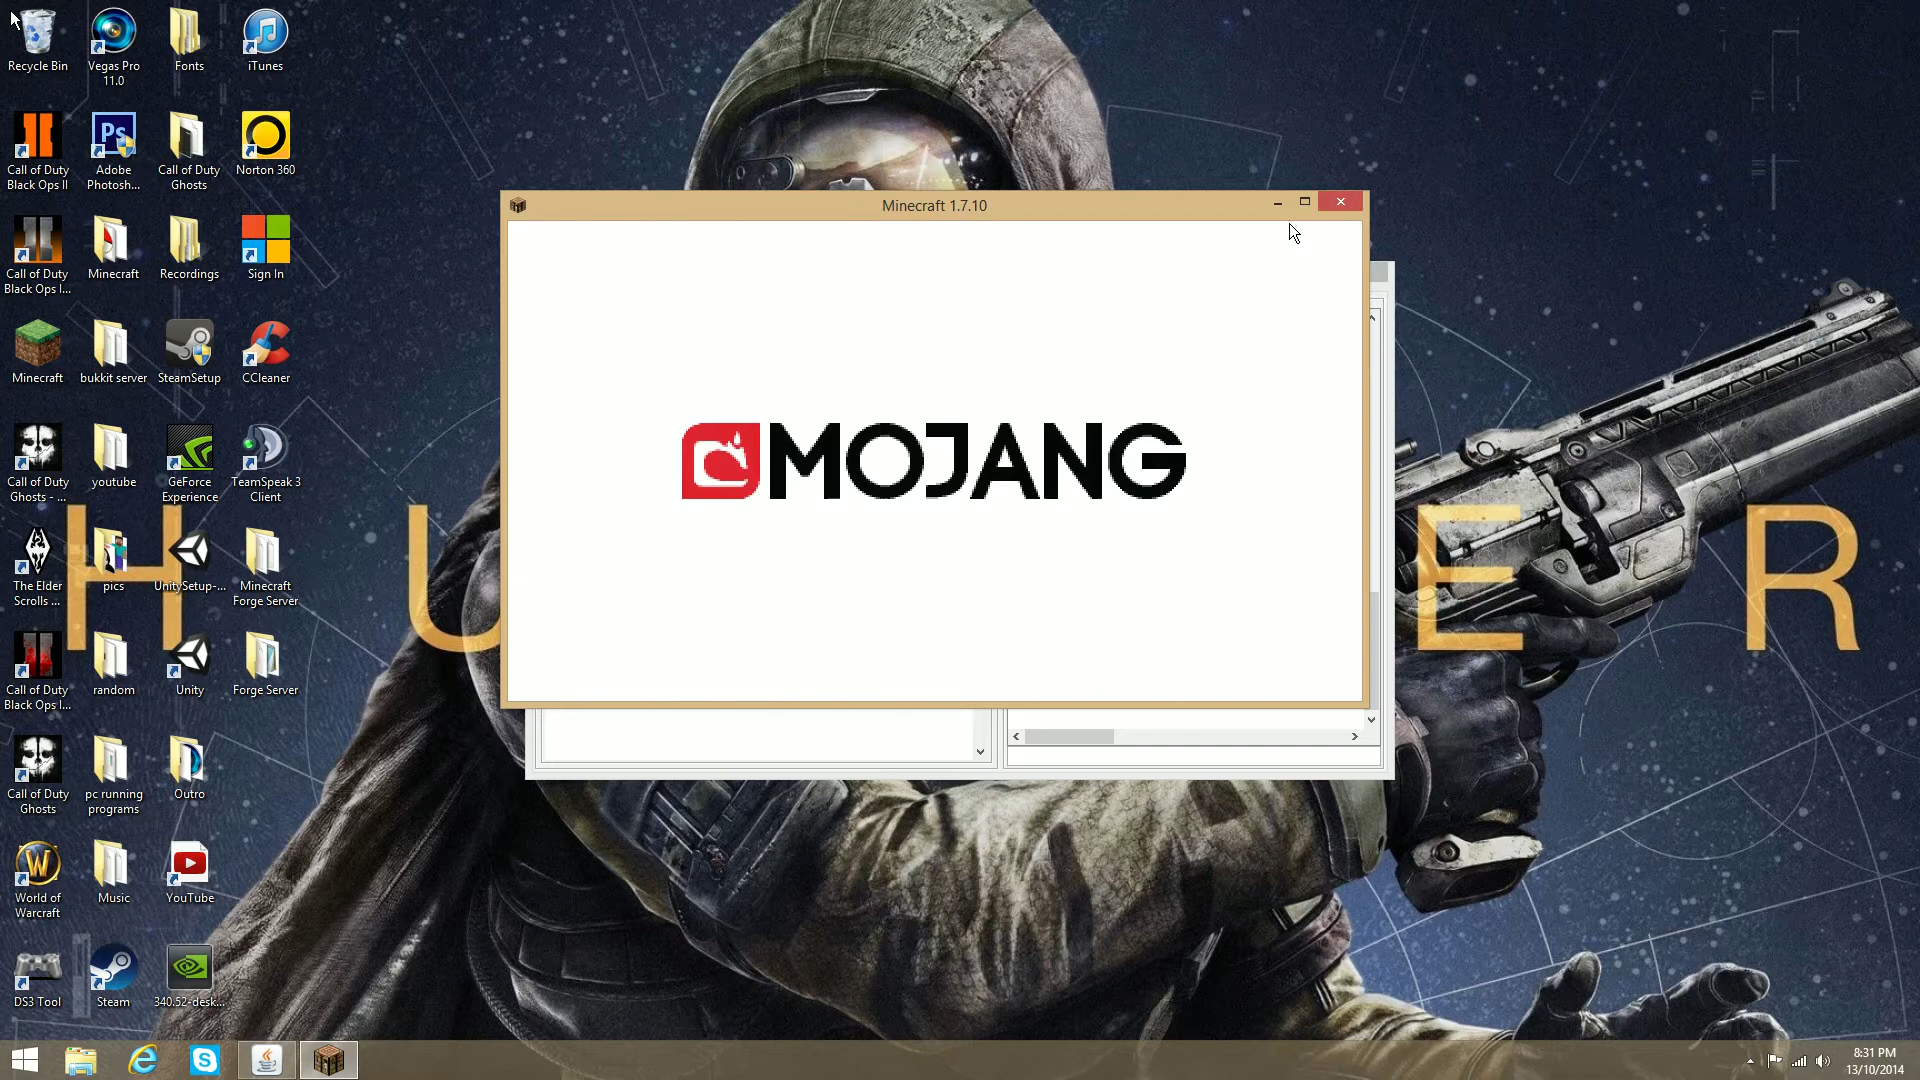 Recycle Bin
Vegas Pro
11.0
Fonts
iTunes
Call of Duty
Black Ops II
Ps
Adobe
Photosh...
Call of Duty
Ghosts
Norton 360
Call of Duty
Black Ops I...
Minecraft
Recordings
Sign In
Minecraft
bukkit server
SteamSetup
CCleaner
Call of Duty
Ghosts - ...
youtube
GeForce
Experience
TeamSpeak 3
Client
The Elder
Scrolls ...
pics
UnitySetup-...
Minecraft
Forge Server
Call of Duty
Black Ops I...
random
Unity
Forge Server
Call of Duty
Ghosts
pc running
programs
Outro
World of
Warcraft
Music
YouTube
DS3 Tool
Steam
340.52-desk...
Minecraft 1.7.10
MOJANG
H U E R
8:31 PM
13/10/2014